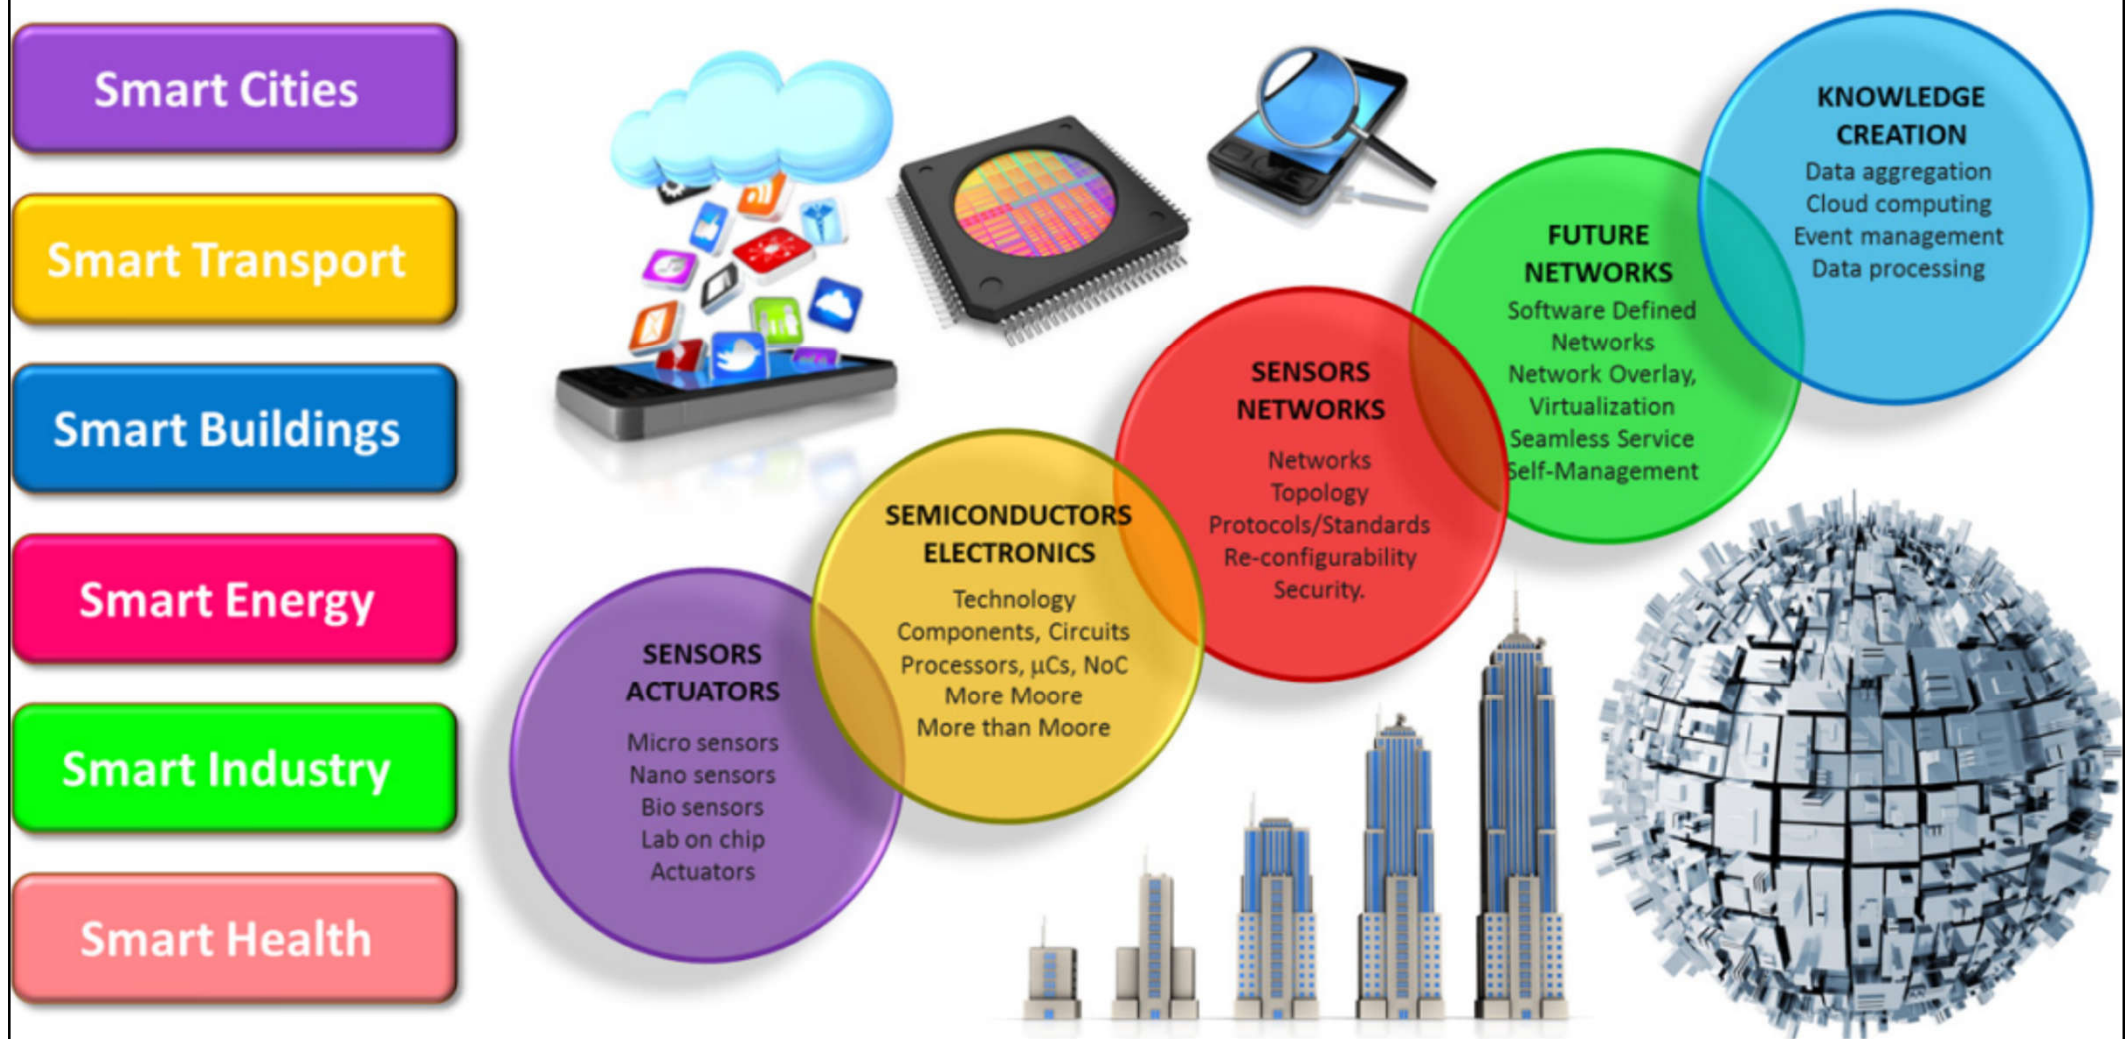 Smart Cities
Smart Transport
Smart Buildings
Smart Energy
Smart Industry
Smart Health
SENSORS
ACTUATORS
Micro sensors
Nano sensors
Bio sensors
Lab on chip
Actuators
SEMICONDUCTORS
ELECTRONICS
Technology
Components, Circuits
Processors, µCs, NoC
More Moore
More than Moore
SENSORS
NETWORKS
Networks
Topology
Protocols/Standards
Re-configurability
Security.
FUTURE
NETWORKS
Software Defined
Networks
Network Overlay,
Virtualization
Seamless Service
Self-Management
KNOWLEDGE
CREATION
Data aggregation
Cloud computing
Event management
Data processing